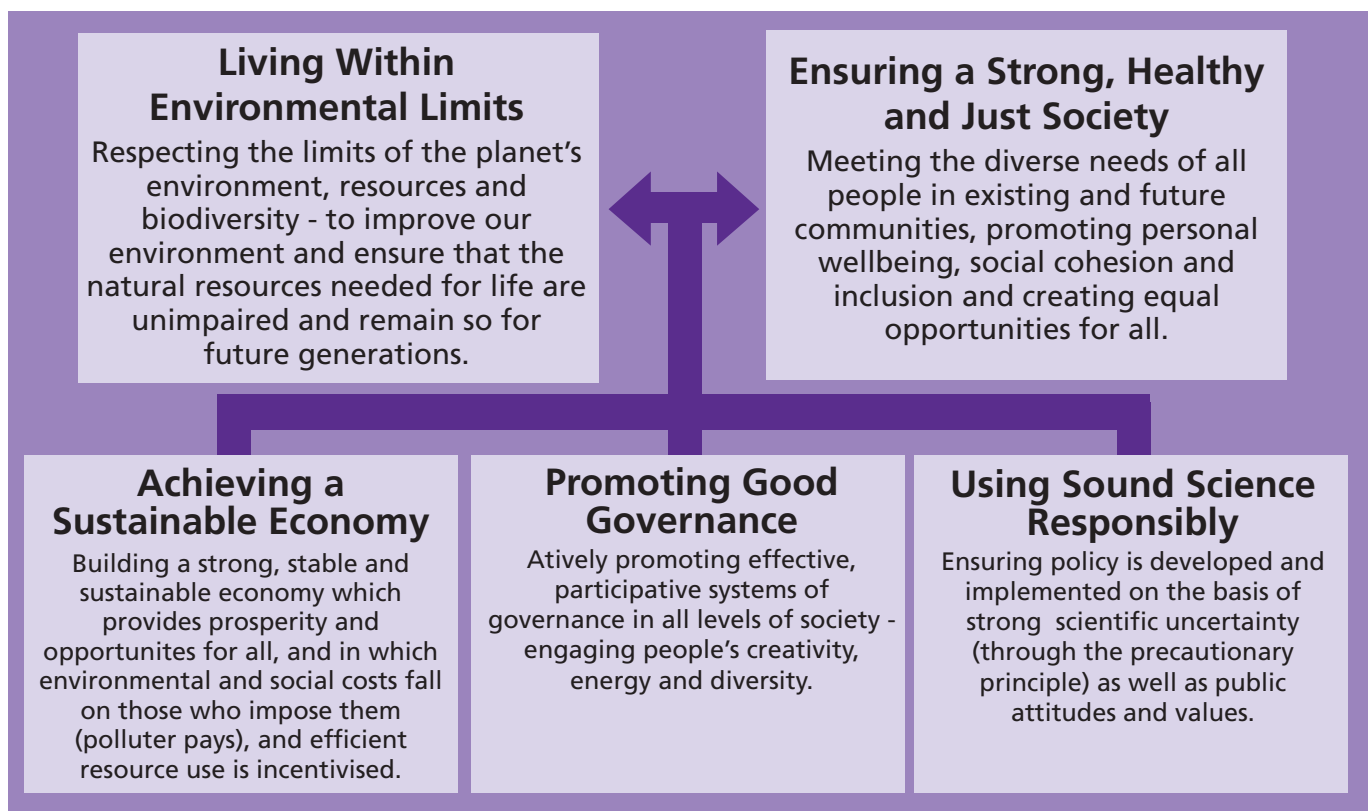 Living Within
Environmental Limits
Respecting the limits of the planet's
environment, resources and
biodiversity - to improve our
environment and ensure that the
natural resources needed for life are
unimpaired and remain so for
future generations.
Ensuring a Strong, Healthy
and Just Society
Meeting the diverse needs of all
people in existing and future
communities, promoting personal
wellbeing, social cohesion and
inclusion and creating equal
opportunities for all.
Achieving a
Sustainable Economy
Building a strong, stable and
sustainable economy which
provides prosperity and
opportunites for all, and in which
environmental and social costs fall
on those who impose them
(polluter pays), and efficient
resource use is incentivised.
Promoting Good
Governance
Atively promoting effective,
participative systems of
governance in all levels of society -
engaging people's creativity,
energy and diversity.
Using Sound Science
Responsibly
Ensuring policy is developed and
implemented on the basis of
strong scientific uncertainty
(through the precautionary
principle) as well as public
attitudes and values.